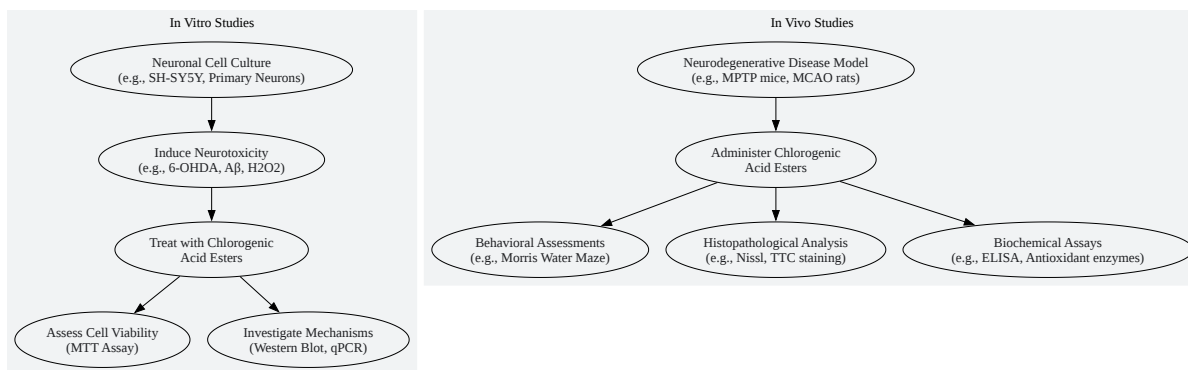 In Vitro Studies
Neuronal Cell Culture
(e.g., SH-SY5Y, Primary Neurons)
Induce Neurotoxicity
(e.g., 6-OHDA, Aβ, H2O2)
Treat with Chlorogenic
Acid Esters
Assess Cell Viability
(MTT Assay)
Investigate Mechanisms
(Western Blot, qPCR)
In Vivo Studies
Neurodegenerative Disease Model
(e.g., MPTP mice, MCAO rats)
Administer Chlorogenic
Acid Esters
Behavioral Assessments
(e.g., Morris Water Maze)
Histopathological Analysis
(e.g., Nissl, TTC staining)
Biochemical Assays
(e.g., ELISA, Antioxidant enzymes)